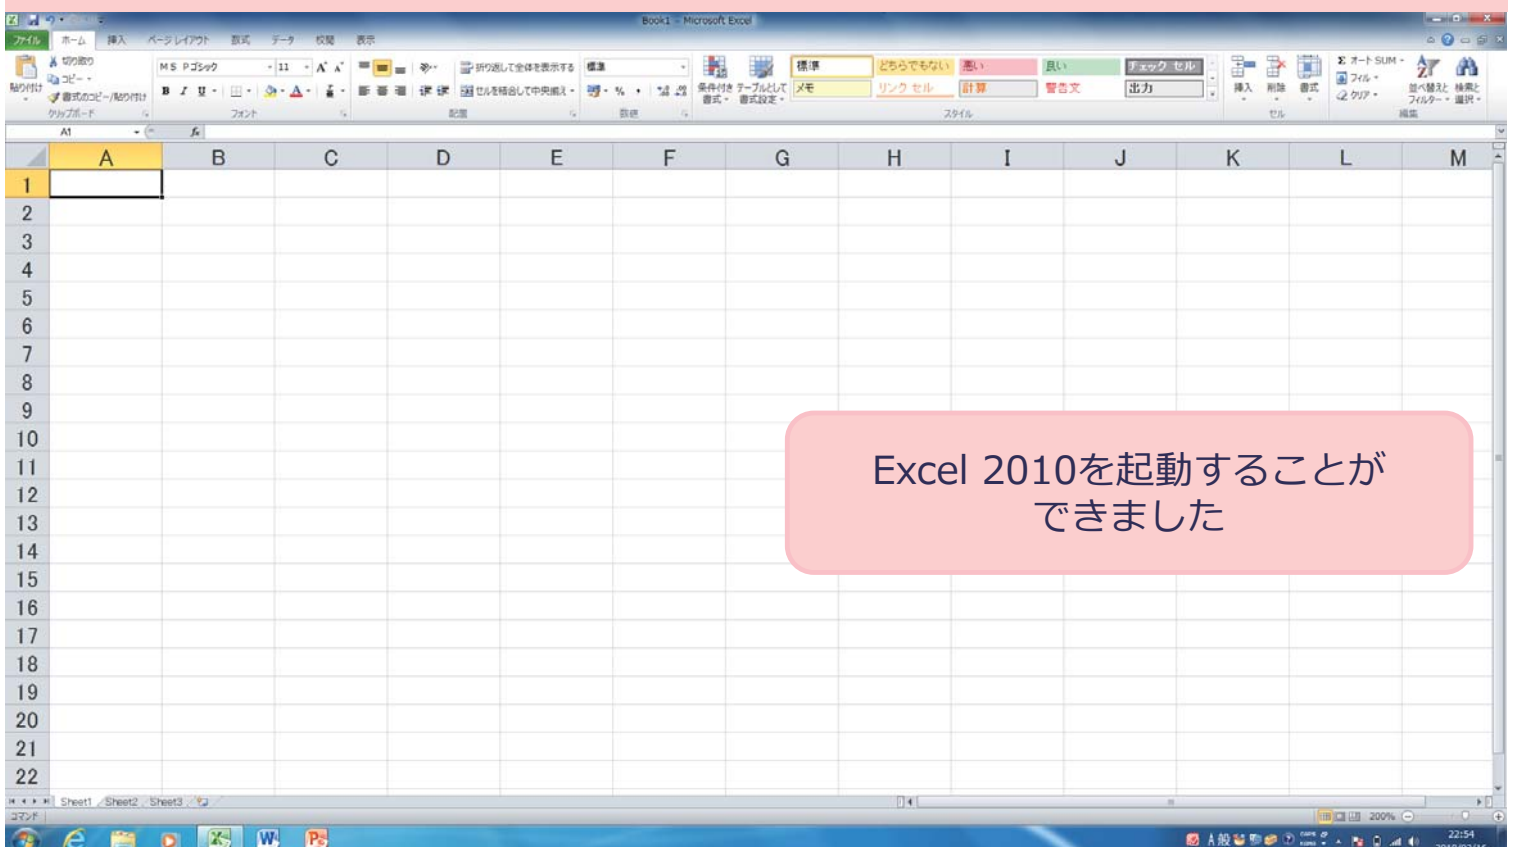 Book1 - Microsoft Excel
ファイル ホーム 挿入 ページレイアウト 数式 データ 校閲 表示
切り取り
コピー
書式のコピー/貼り付け
貼り付け
クリップボード
MS Pゴシック 11
B I U
フォント
折り返して全体を表示する
セルを結合して中央揃え
配置
標準
%
数値
条件付き書式
テーブルとして書式設定
標準 どちらでもない 悪い 良い チェック セル
メモ リンク セル 計算 警告文 出力
スタイル
挿入 削除 書式
セル
Σ オート SUM
フィル
クリア
並べ替えと フィルター
検索と 選択
編集
A1 fx
A B C D E F G H I J K L M
1
2
3
4
5
6
7
8
9
10
11
12
13
14
15
16
17
18
19
20
21
22
Excel 2010を起動することが
できました
Sheet1 Sheet2 Sheet3
コマンド 200%
A 般 22:54